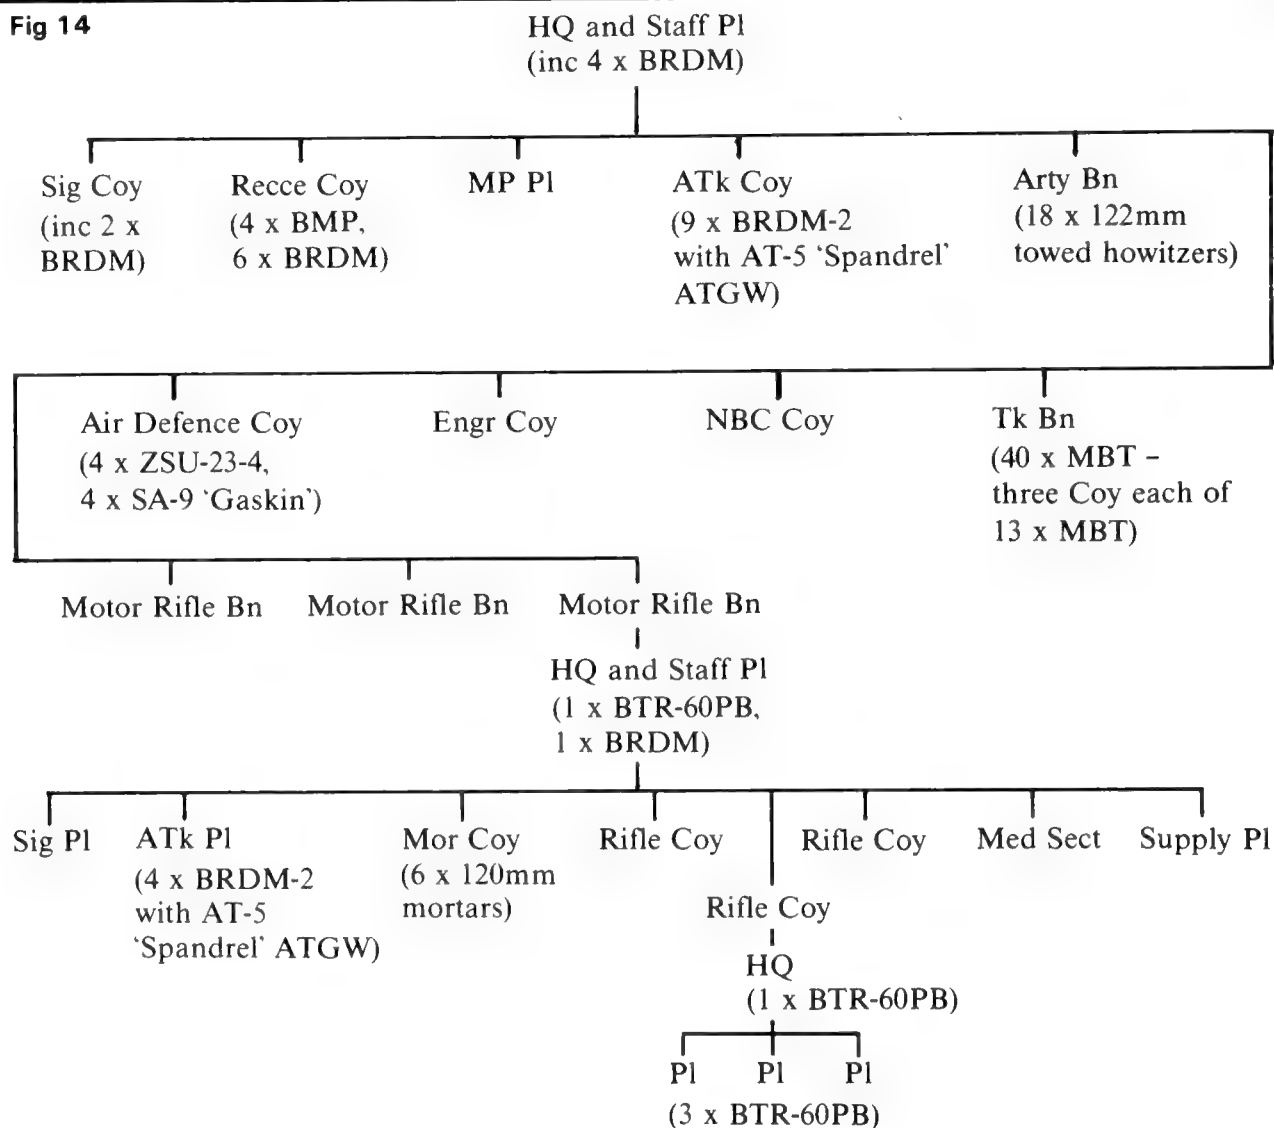 Fig 14
HQ and Staff Pl
(inc 4 x BRDM)
Sig Coy
(inc 2 x
BRDM)
Recce Coy
(4 x BMP,
6 x BRDM)
MP Pl
ATk Coy
(9 x BRDM-2
with AT-5 ‘Spandrel’
ATGW)
Arty Bn
(18 x 122mm
towed howitzers)
Air Defence Coy
(4 x ZSU-23-4,
4 x SA-9 ‘Gaskin’)
Engr Coy
NBC Coy
Tk Bn
(40 x MBT –
three Coy each of
13 x MBT)
Motor Rifle Bn
Motor Rifle Bn
Motor Rifle Bn
HQ and Staff Pl
(1 x BTR-60PB,
1 x BRDM)
Sig Pl
ATk Pl
(4 x BRDM-2
with AT-5
‘Spandrel’ ATGW)
Mor Coy
(6 x 120mm
mortars)
Rifle Coy
Rifle Coy
Med Sect
Supply Pl
Rifle Coy
HQ
(1 x BTR-60PB)
Pl
Pl
Pl
(3 x BTR-60PB)